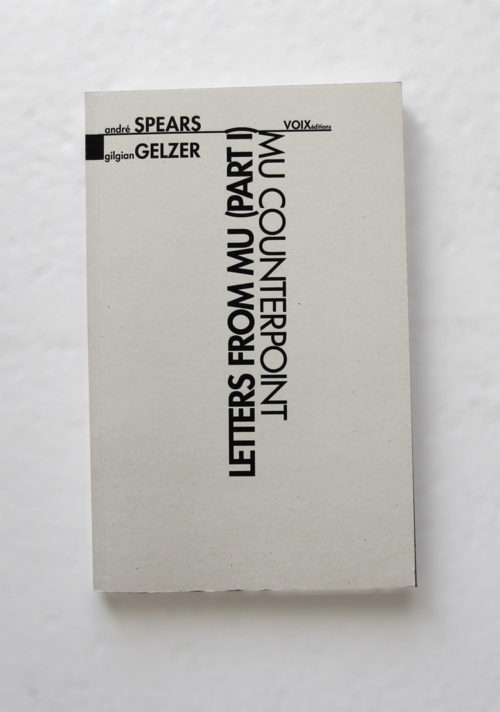 andré SPEARS
VOIXéditions
gilgian GELZER
LETTERS FROM MU (PART I)
MU COUNTERPOINT